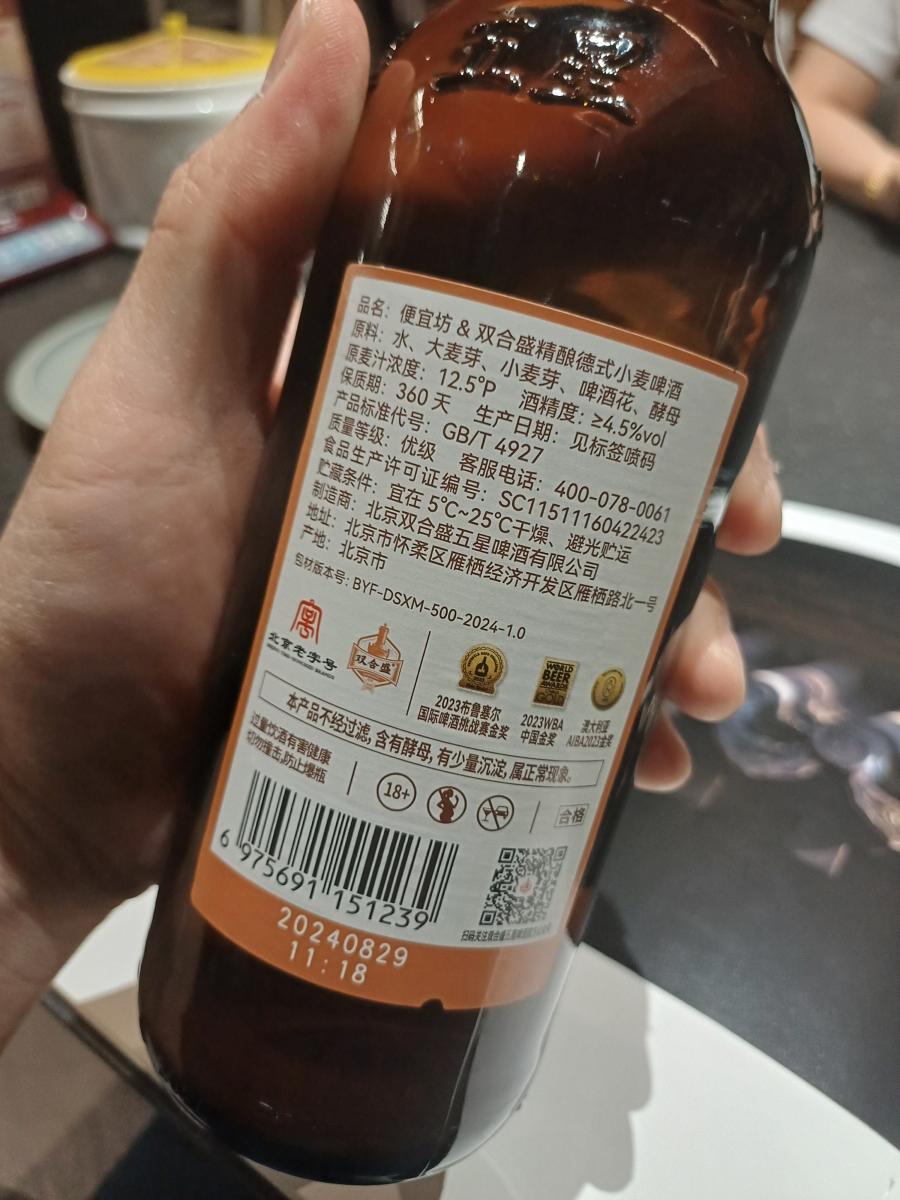 五星
品名: 便宜坊 & 双合盛精酿德式小麦啤酒
原料: 水、大麦芽、小麦芽、啤酒花、酵母
原麦汁浓度: 12.5°P 酒精度: ≥4.5%vol
保质期: 360 天 生产日期: 见标签喷码
产品标准代号: GB/T 4927
质量等级: 优级 客服电话: 400-078-0061
食品生产许可证编号: SC11511160422423
贮藏条件: 宜在 5℃~25℃干燥、避光贮运
制造商: 北京双合盛五星啤酒有限公司
地址: 北京市怀柔区雁栖经济开发区雁栖路北一号
产地: 北京市
包材版本号: BYF-DSXM-500-2024-1.0
北京老字号
双合盛
2023布鲁塞尔
国际啤酒挑战赛金奖
WORLD
BEER
AWARDS
GOLD
2023WBA
中国金奖
澳大利亚
AIBA2023金奖
本产品不经过滤, 含有酵母, 有少量沉淀, 属正常现象。
过量饮酒有害健康
切勿撞击,防止爆瓶
18+
合格
6 975691 151239
20240829
11:18